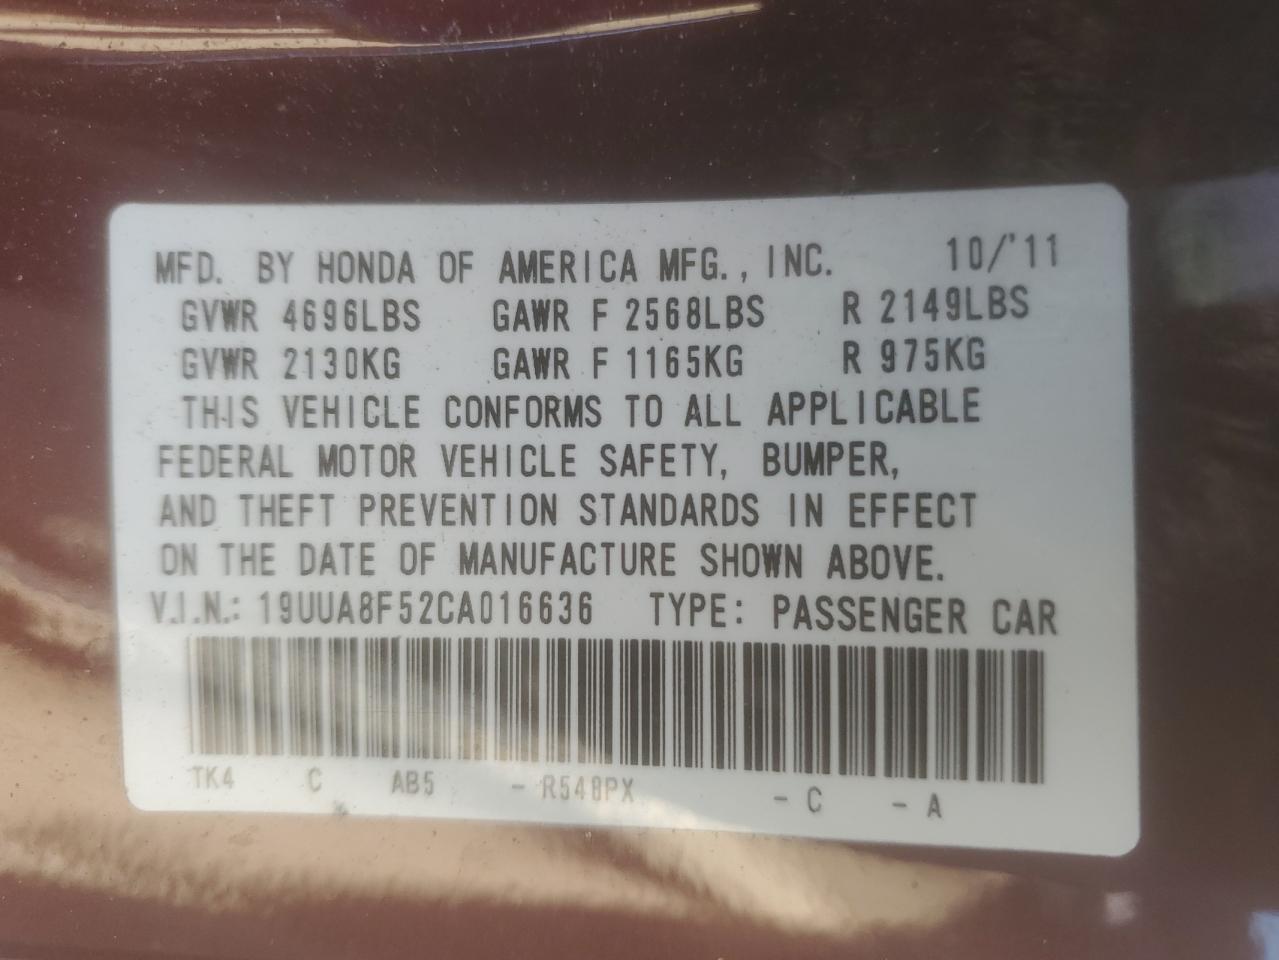 MFD. BY HONDA OF AMERICA MFG., INC. 10/'11
GVWR 4696LBS GAWR F 2568LBS R 2149LBS
GVWR 2130KG GAWR F 1165KG R 975KG
THIS VEHICLE CONFORMS TO ALL APPLICABLE
FEDERAL MOTOR VEHICLE SAFETY, BUMPER,
AND THEFT PREVENTION STANDARDS IN EFFECT
ON THE DATE OF MANUFACTURE SHOWN ABOVE.
V.I.N.: 19UUA8F52CA016636 TYPE: PASSENGER CAR
TK4 C AB5 - R548PX - C - A